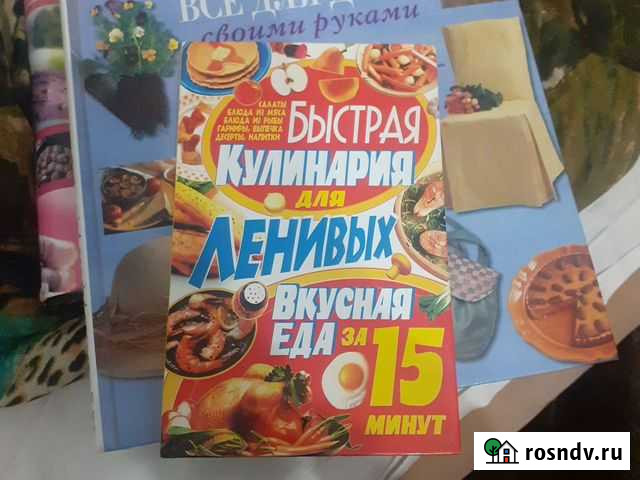 ВСЕ ДЛЯ Д
своими руками
САЛАТЫ
БЛЮДА ИЗ МЯСА
БЛЮДА ИЗ РЫБЫ
ГАРНИРЫ, ВЫПЕЧКА
ДЕСЕРТЫ, НАПИТКИ
БЫСТРАЯ
КУЛИНАРИЯ
ДЛЯ
ЛЕНИВЫХ
ВКУСНАЯ
ЕДА ЗА 15
МИНУТ
rosndv.ru